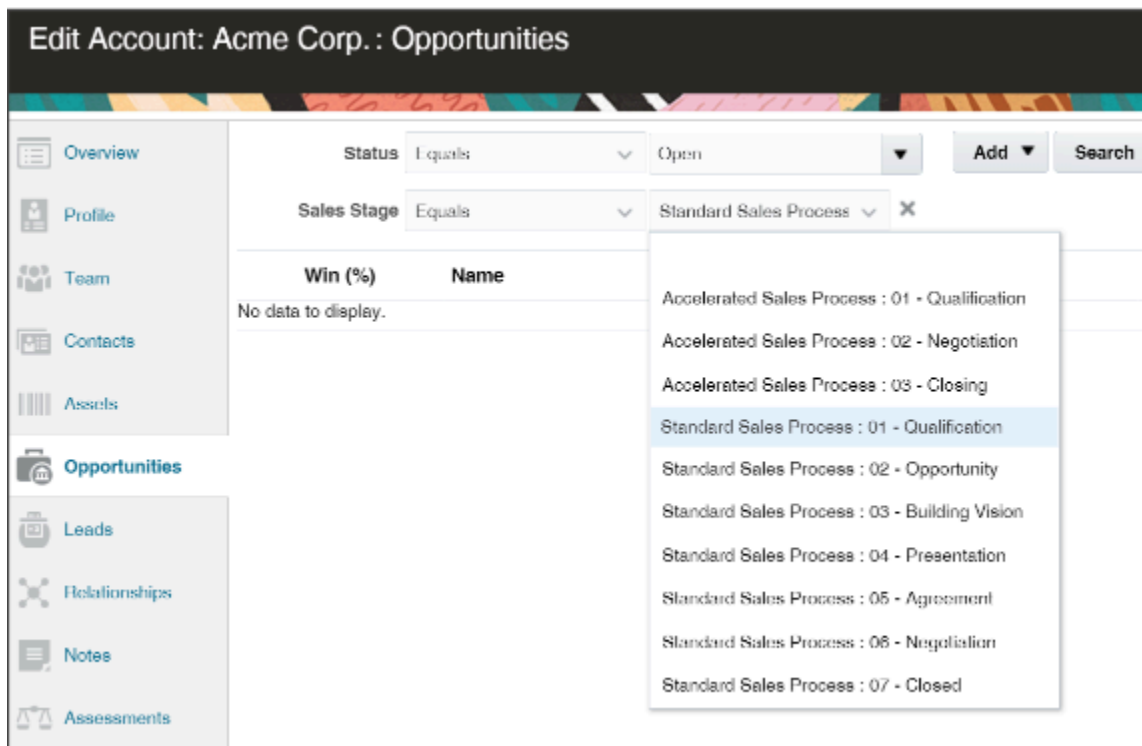 Edit Account: Acme Corp. : Opportunities
Overview
Status Equals Open Add Search
Profile
Sales Stage Equals Standard Sales Process
Team
Win (%) Name
No data to display.
Accelerated Sales Process : 01 - Qualification
Contacts
Accelerated Sales Process : 02 - Negotiation
Accelerated Sales Process : 03 - Closing
Assets
Standard Sales Process : 01 - Qualification
Opportunities
Standard Sales Process : 02 - Opportunity
Standard Sales Process : 03 - Building Vision
Leads
Standard Sales Process : 04 - Presentation
Relationships
Standard Sales Process : 05 - Agreement
Standard Sales Process : 06 - Negotiation
Notes
Standard Sales Process : 07 - Closed
Assessments